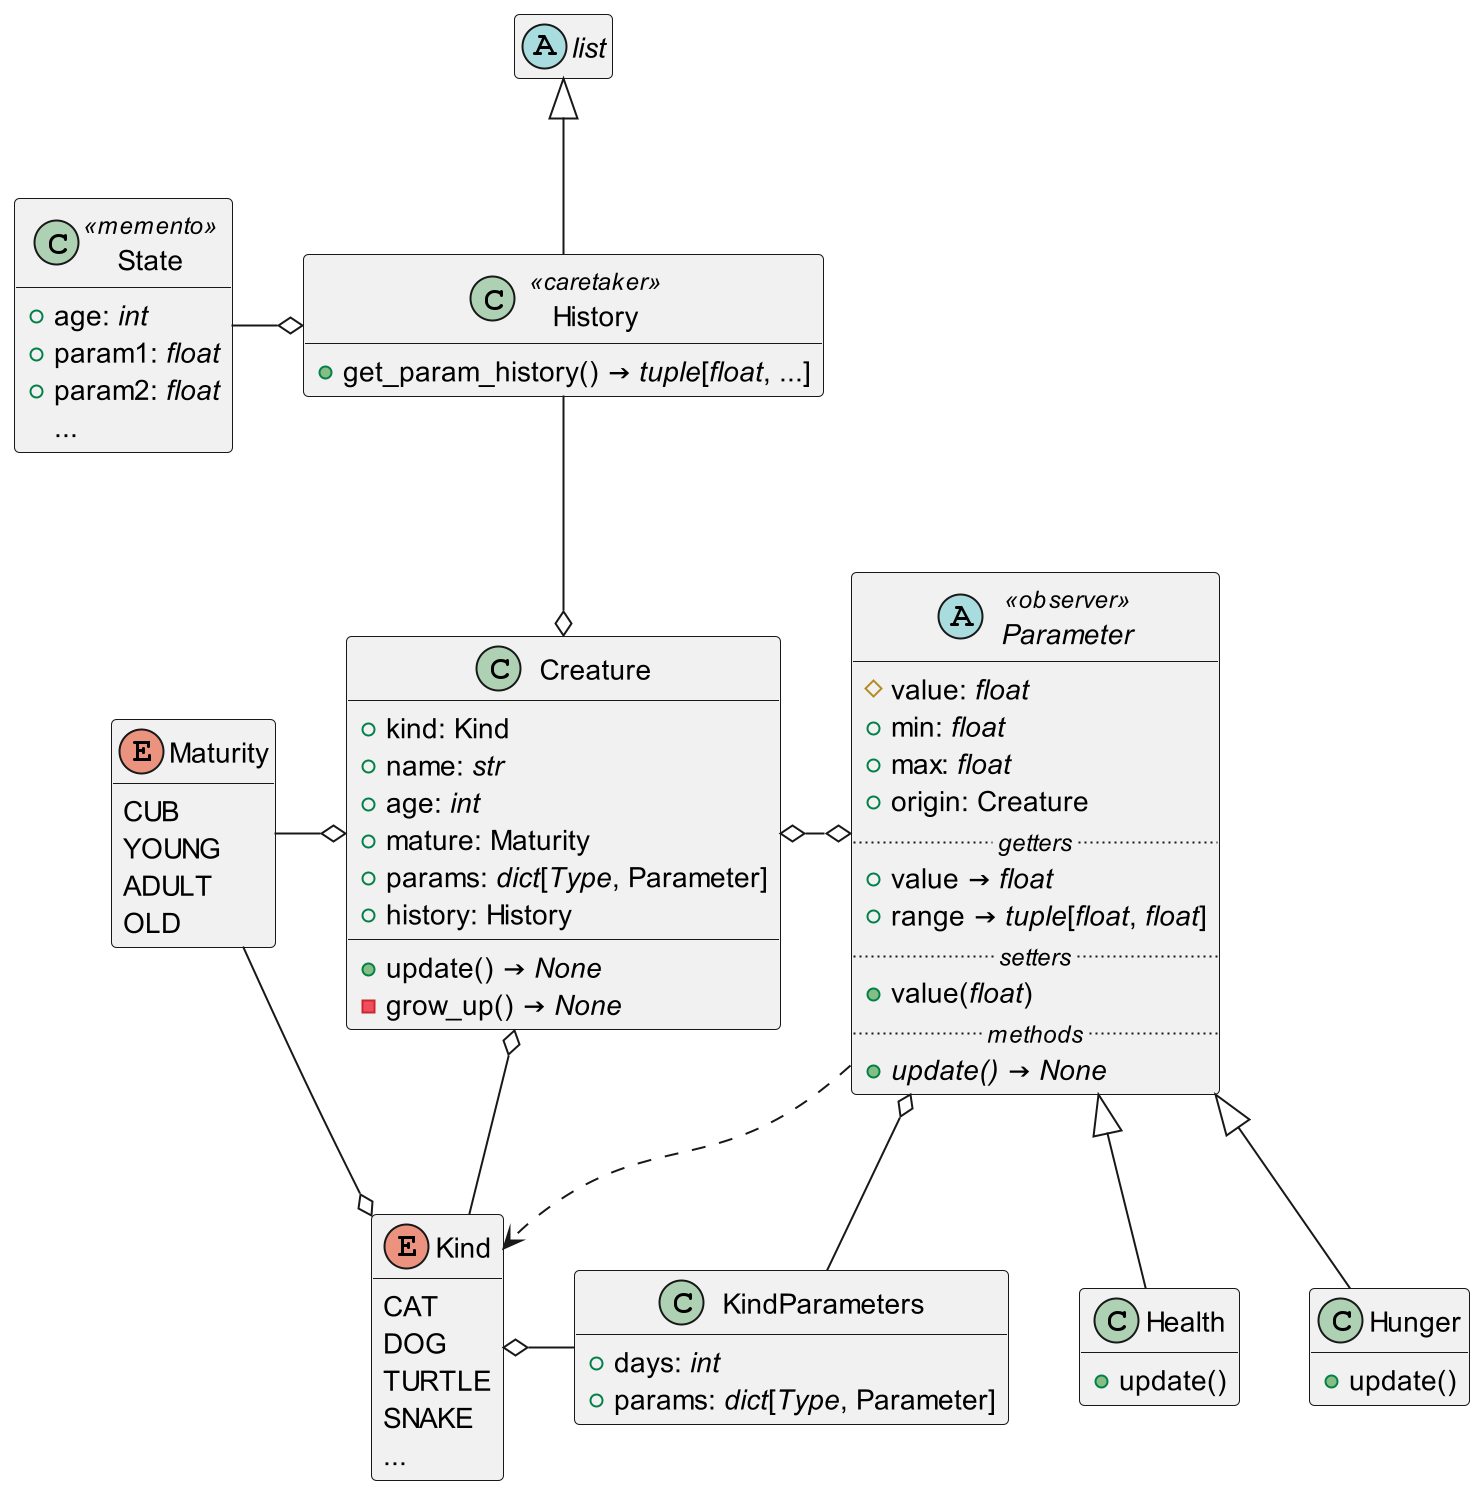 A list
C «memento»
State
age: int
param1: float
param2: float
...
C «caretaker»
History
get_param_history() → tuple[float, ...]
C Creature
kind: Kind
name: str
age: int
mature: Maturity
params: dict[Type, Parameter]
history: History
update() → None
grow_up() → None
A «observer»
Parameter
value: float
min: float
max: float
origin: Creature
getters
value → float
range → tuple[float, float]
setters
value(float)
methods
update() → None
E Maturity
CUB
YOUNG
ADULT
OLD
E Kind
CAT
DOG
TURTLE
SNAKE
...
C KindParameters
days: int
params: dict[Type, Parameter]
C Health
update()
C Hunger
update()